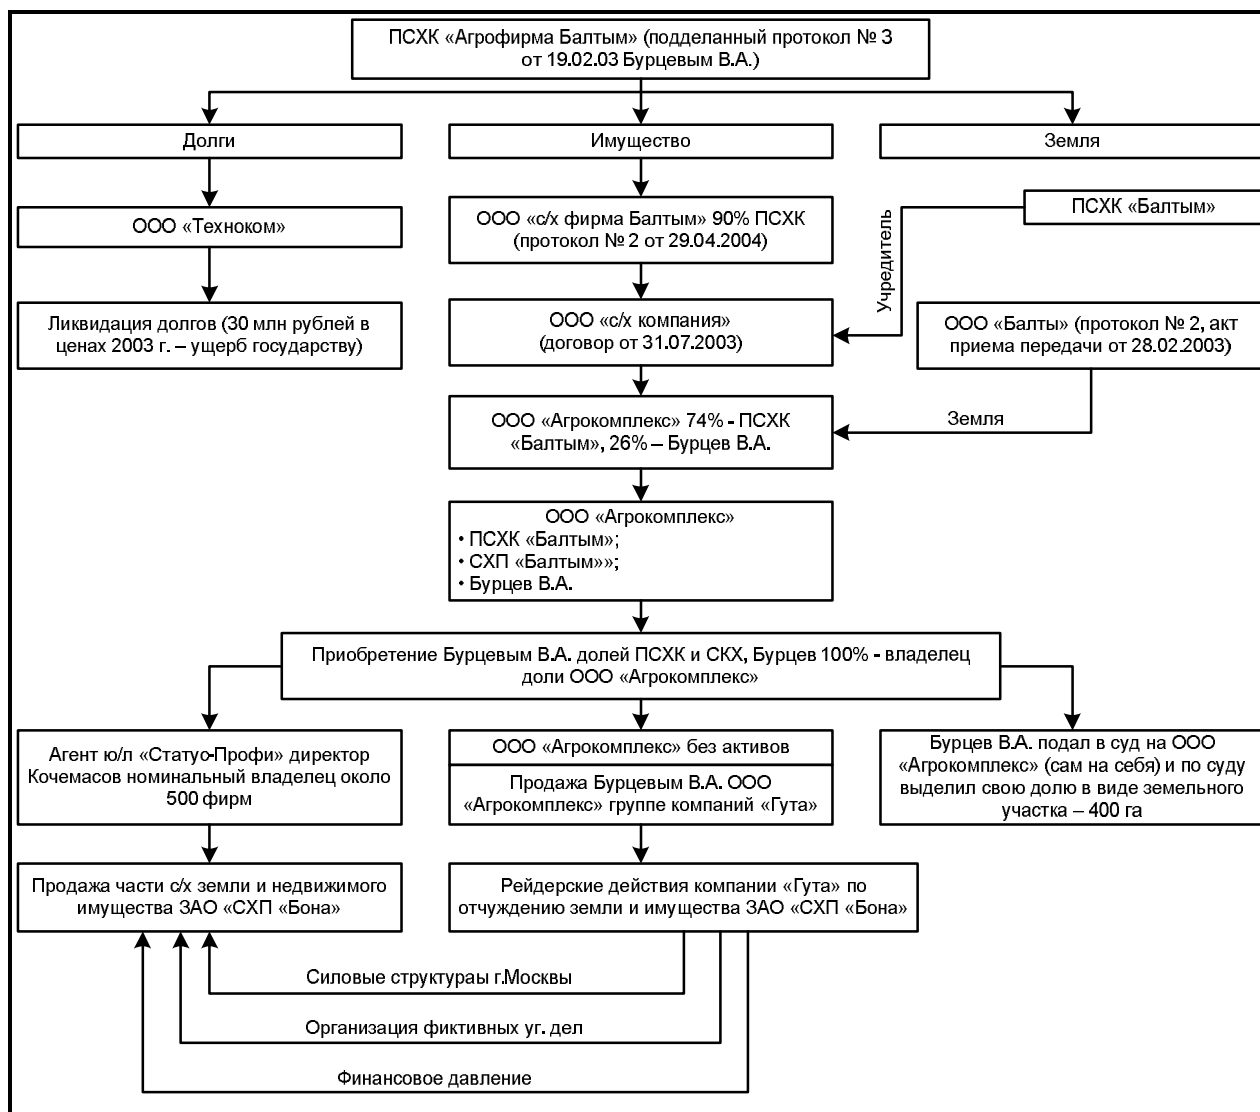 ПСХК «Агрофирма Балтым» (подделанный протокол № 3
от 19.02.03 Бурцевым В.А.)
Долги
Имущество
Земля
ООО «Техноком»
ООО «с/х фирма Балтым» 90% ПСХК
(протокол № 2 от 29.04.2004)
ПСХК «Балтым»
Учредитель
Ликвидация долгов (30 млн рублей в
ценах 2003 г. – ущерб государству)
ООО «с/х компания»
(договор от 31.07.2003)
ООО «Балты» (протокол № 2, акт
приема передачи от 28.02.2003)
ООО «Агрокомплекс» 74% - ПСХК
«Балтым», 26% – Бурцев В.А.
Земля
ООО «Агрокомплекс»
• ПСХК «Балтым»;
• СХП «Балтым»»;
• Бурцев В.А.
Приобретение Бурцевым В.А. долей ПСХК и СКХ, Бурцев 100% - владелец
доли ООО «Агрокомплекс»
Агент ю/л «Статус-Профи» директор
Кочемасов номинальный владелец около
500 фирм
ООО «Агрокомплекс» без активов
Продажа Бурцевым В.А. ООО
«Агрокомплекс» группе компаний «Гута»
Бурцев В.А. подал в суд на ООО
«Агрокомплекс» (сам на себя) и по суду
выделил свою долю в виде земельного
участка – 400 га
Продажа части с/х земли и недвижимого
имущества ЗАО «СХП «Бона»
Рейдерские действия компании «Гута» по
отчуждению земли и имущества ЗАО «СХП «Бона»
Силовые структураы г.Москвы
Организация фиктивных уг. дел
Финансовое давление